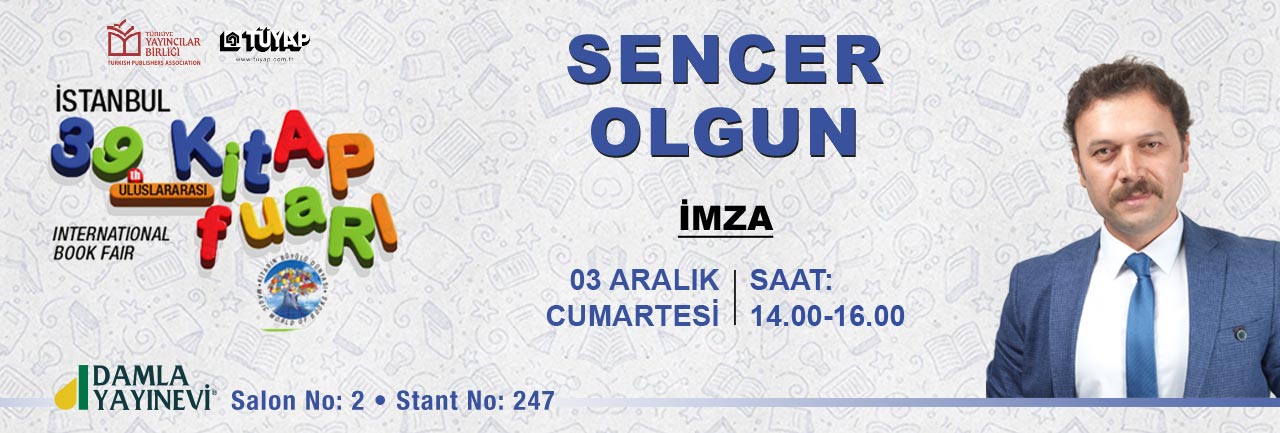 TÜRKİYE
YAYINCILAR
BİRLİĞİ
TURKISH PUBLISHERS ASSOCIATION
TÜYAP
www.tuyap.com.tr
İSTANBUL
39th KitAP
ULUSLARARASI
fuaRI
INTERNATIONAL
BOOK FAIR
SENCER
OLGUN
İMZA
03 ARALIK
CUMARTESİ
SAAT:
14.00-16.00
DAMLA
YAYINEVİ®
Salon No: 2 • Stant No: 247